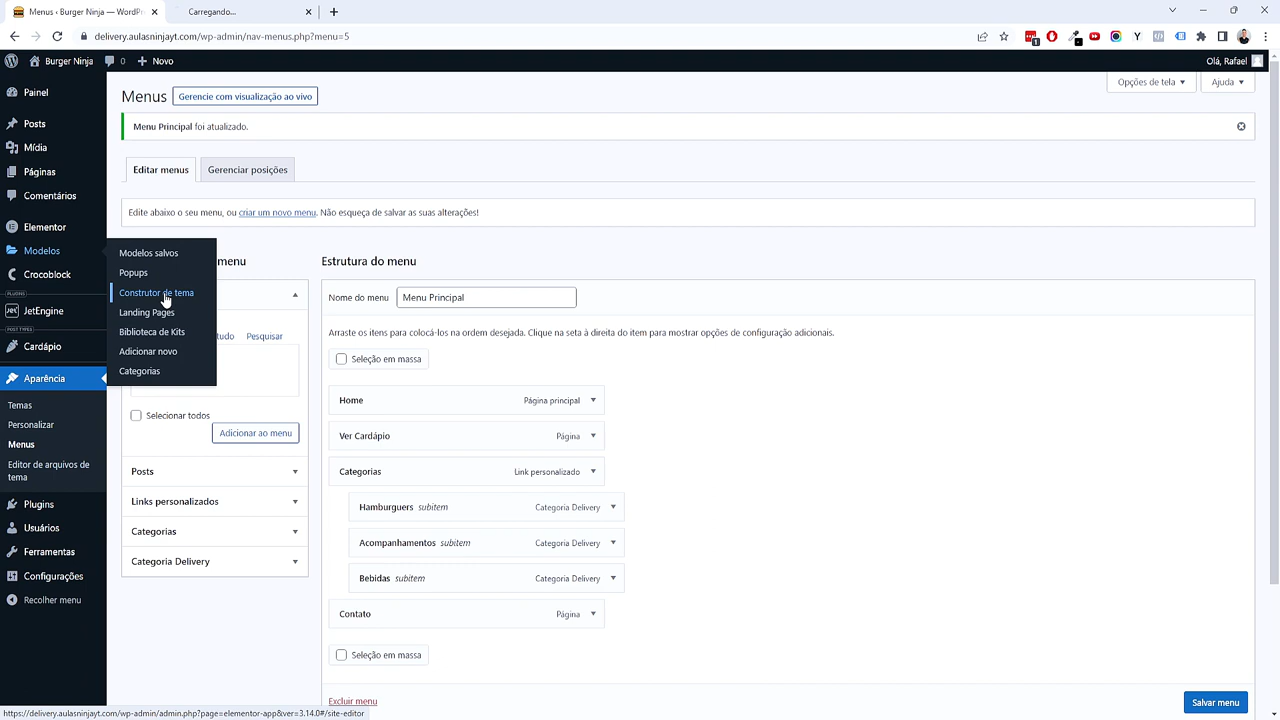 Menus ‹ Burger Ninja — WordPr
Carregando...
delivery.aulasninjayt.com/wp-admin/nav-menus.php?menu=5
Burger Ninja
0
Novo
Olá, Rafael
Painel
Posts
Mídia
Páginas
Comentários
Elementor
Modelos
Crocoblock
PLUGINS
JetEngine
POST TYPES
Cardápio
Aparência
Temas
Personalizar
Menus
Editor de arquivos de
tema
Plugins
Usuários
Ferramentas
Configurações
Recolher menu
Modelos salvos
Popups
Construtor de tema
Landing Pages
Biblioteca de Kits
Adicionar novo
Categorias
Menus
Gerencie com visualização ao vivo
Opções de tela
Ajuda
Menu Principal foi atualizado.
Editar menus
Gerenciar posições
Edite abaixo o seu menu, ou criar um novo menu. Não esqueça de salvar as suas alterações!
menu
tudo
Pesquisar
Selecionar todos
Adicionar ao menu
Posts
Links personalizados
Categorias
Categoria Delivery
Estrutura do menu
Nome do menu
Menu Principal
Arraste os itens para colocá-los na ordem desejada. Clique na seta à direita do item para mostrar opções de configuração adicionais.
Seleção em massa
Home
Página principal
Ver Cardápio
Página
Categorias
Link personalizado
Hamburguers subitem
Categoria Delivery
Acompanhamentos subitem
Categoria Delivery
Bebidas subitem
Categoria Delivery
Contato
Página
Seleção em massa
Excluir menu
Salvar menu
https://delivery.aulasninjayt.com/wp-admin/admin.php?page=elementor-app&ver=3.14.0#/site-editor